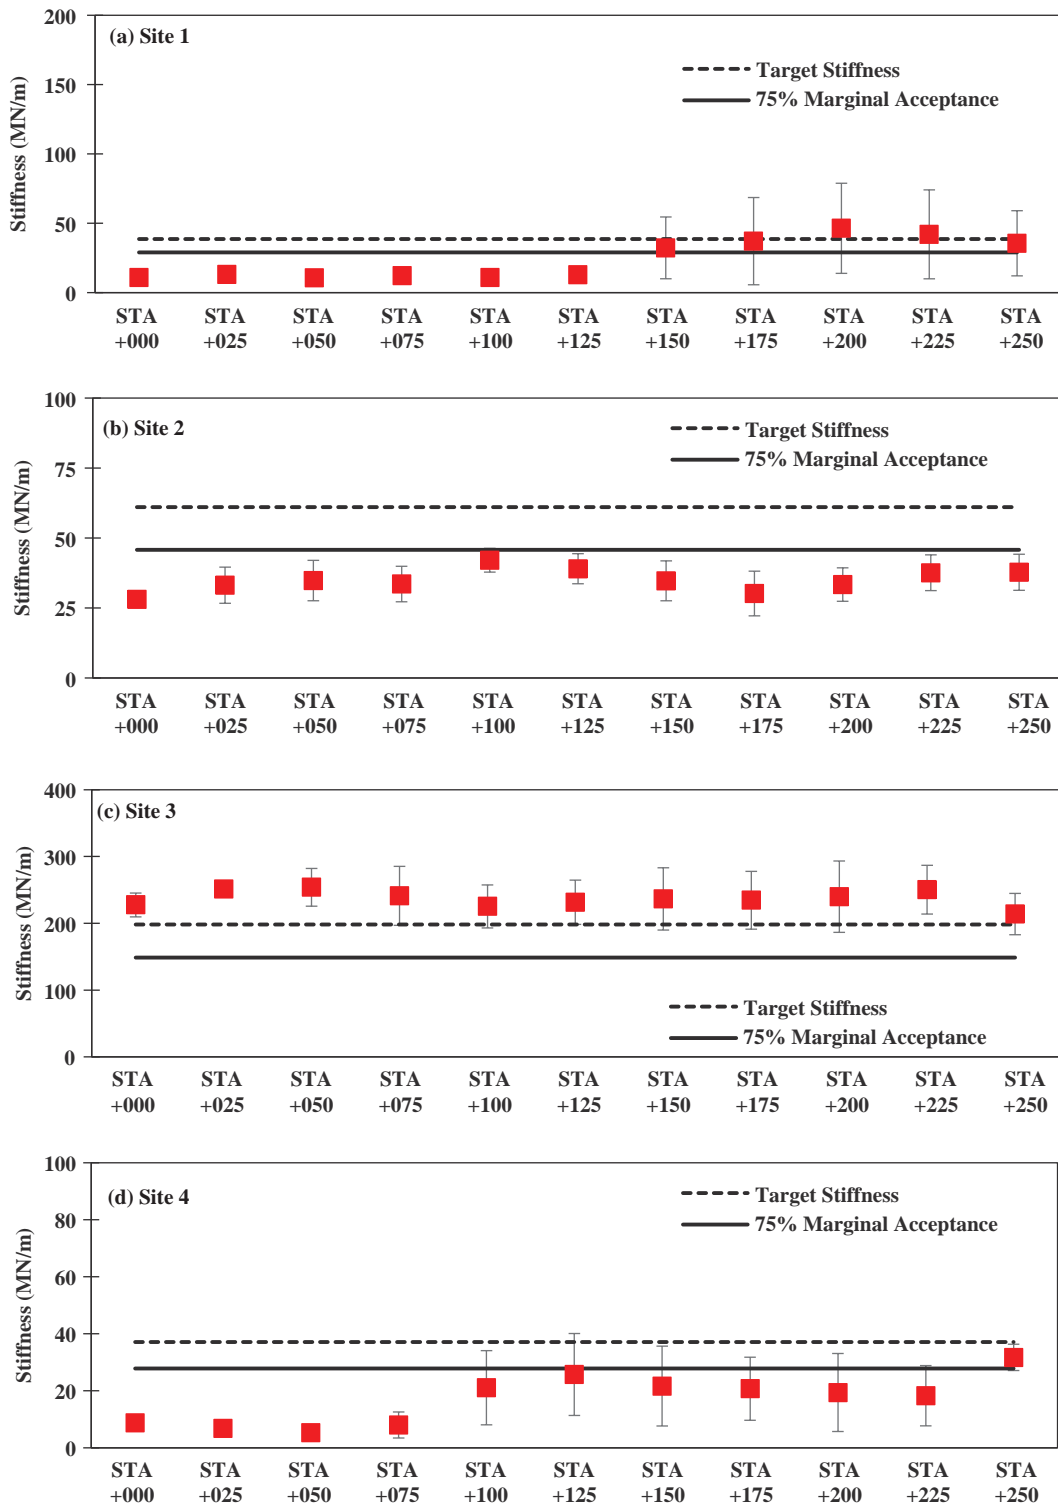 (a) Site 1
Target Stiffness
75% Marginal Acceptance
Stiffness (MN/m)
200
150
100
50
0
STA STA STA STA STA STA STA STA STA STA STA
+000 +025 +050 +075 +100 +125 +150 +175 +200 +225 +250
(b) Site 2
Target Stiffness
75% Marginal Acceptance
Stiffness (MN/m)
100
75
50
25
0
STA STA STA STA STA STA STA STA STA STA STA
+000 +025 +050 +075 +100 +125 +150 +175 +200 +225 +250
(c) Site 3
Stiffness (MN/m)
400
300
200
100
0
Target Stiffness
75% Marginal Acceptance
STA STA STA STA STA STA STA STA STA STA STA
+000 +025 +050 +075 +100 +125 +150 +175 +200 +225 +250
(d) Site 4
Target Stiffness
75% Marginal Acceptance
Stiffness (MN/m)
100
80
60
40
20
0
STA STA STA STA STA STA STA STA STA STA STA
+000 +025 +050 +075 +100 +125 +150 +175 +200 +225 +250